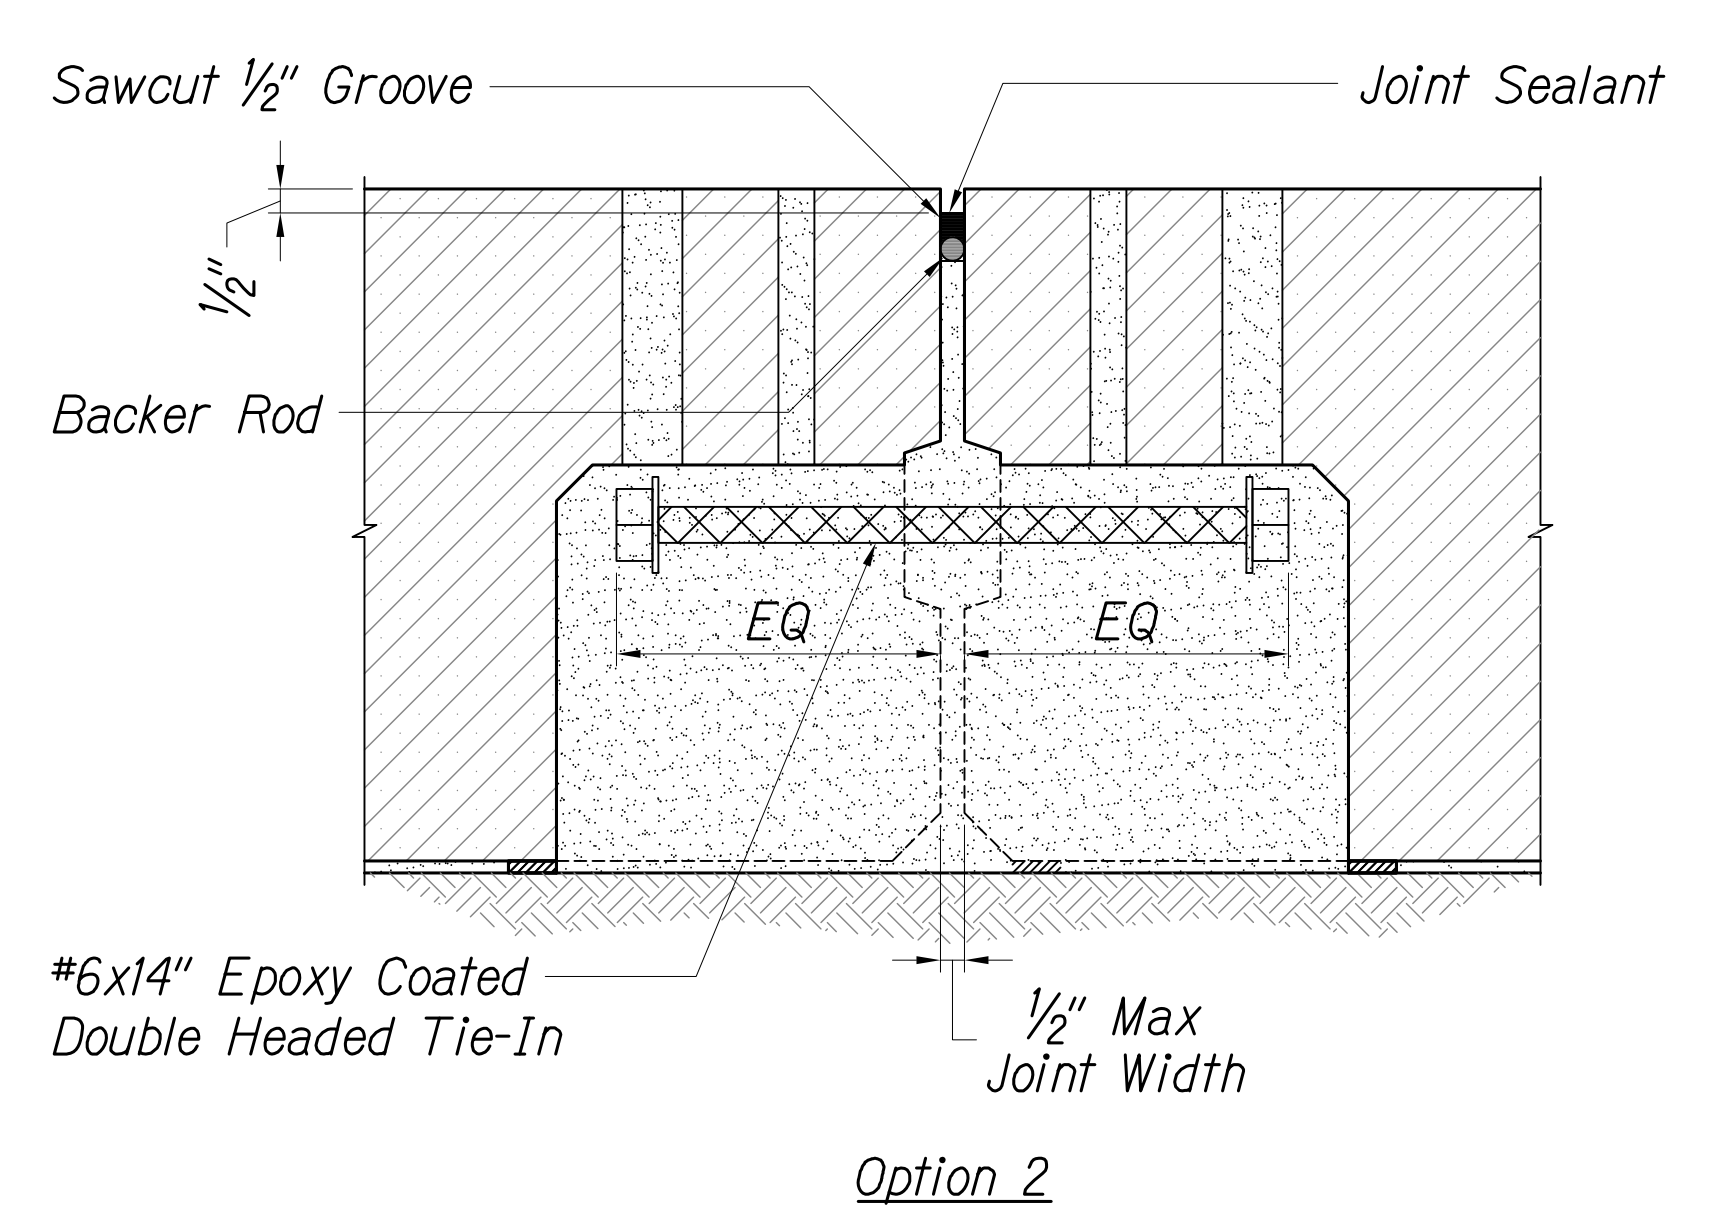 Sawcut ½" Groove
Joint Sealant
½"
Backer Rod
EQ
EQ
#6x14" Epoxy Coated
Double Headed Tie-In
½" Max
Joint Width
Option 2